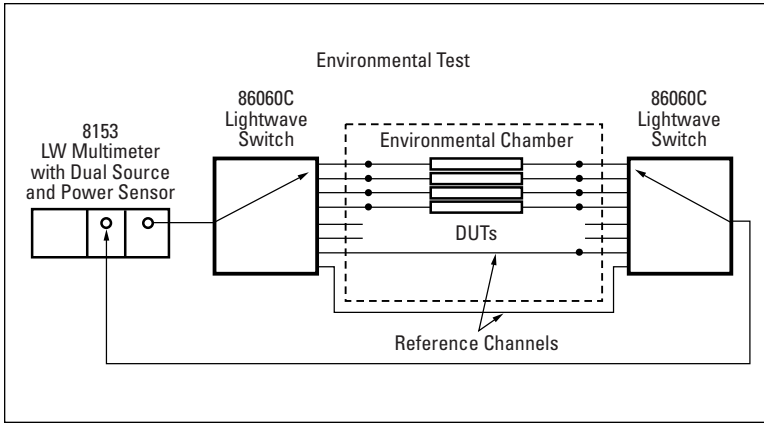 Environmental Test
86060C
Lightwave
Switch
86060C
Lightwave
Switch
8153
LW Multimeter
with Dual Source
and Power Sensor
Environmental Chamber
DUTs
Reference Channels